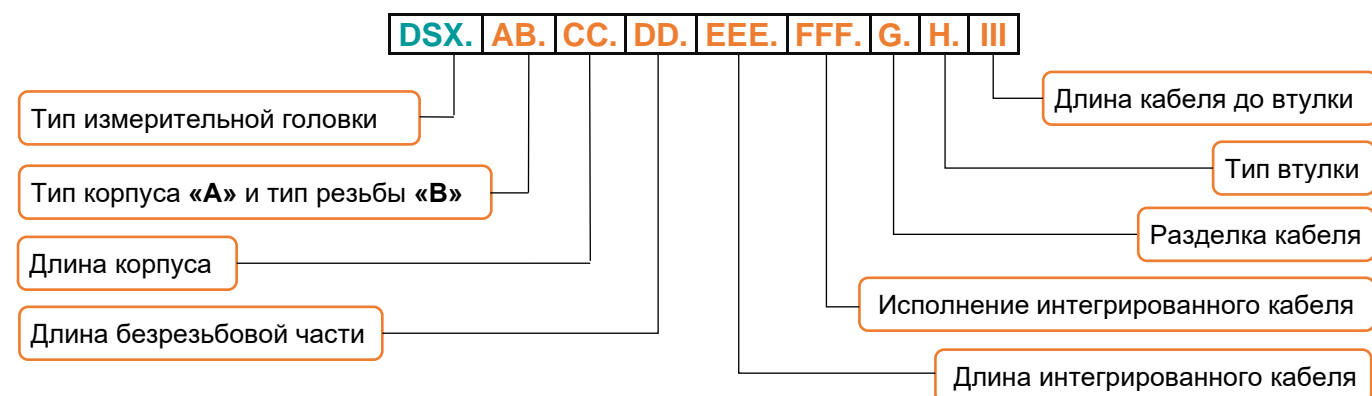 DSX. AB. CC. DD. EEE. FFF. G. H. III
Тип измерительной головки
Тип корпуса «А» и тип резьбы «В»
Длина корпуса
Длина безрезьбовой части
Длина кабеля до втулки
Тип втулки
Разделка кабеля
Исполнение интегрированного кабеля
Длина интегрированного кабеля